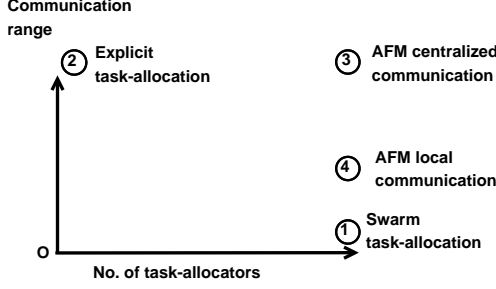 Communication
range
2 Explicit
task-allocation
3 AFM centralized
communication
4 AFM local
communication
1 Swarm
task-allocation
O
No. of task-allocators